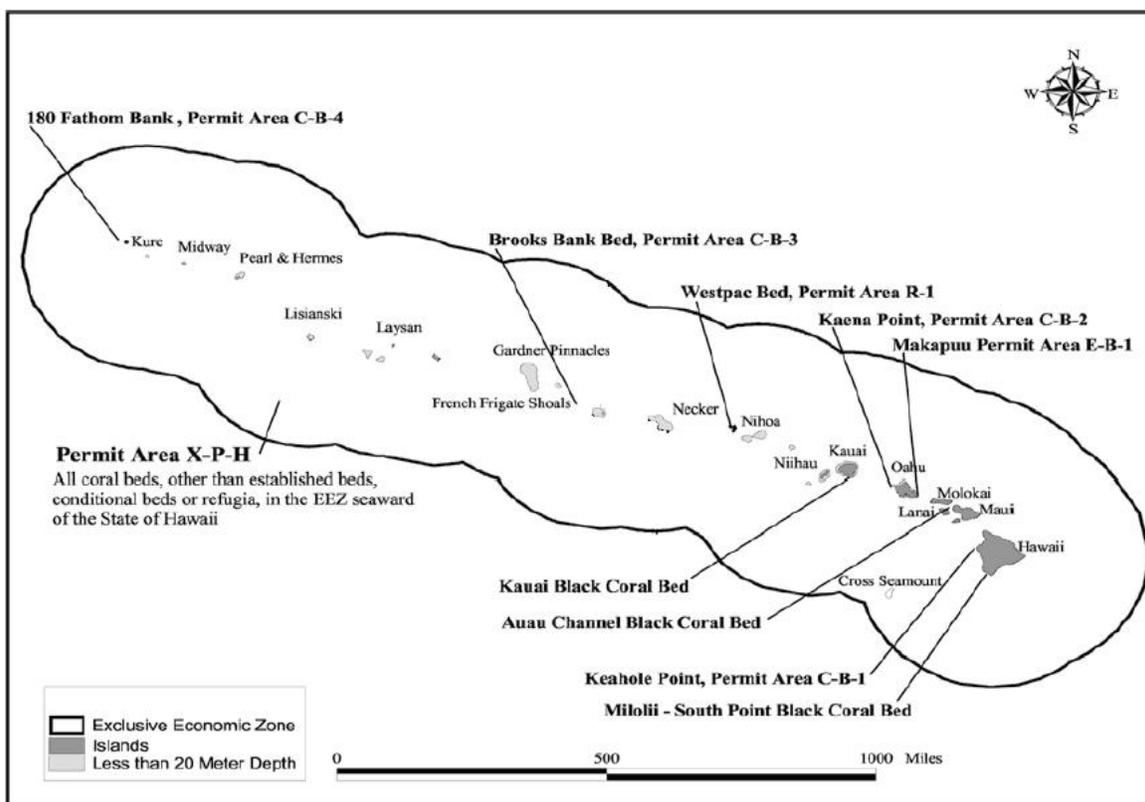 N
W E
S
180 Fathom Bank , Permit Area C-B-4
Kure
Midway
Pearl & Hermes
Brooks Bank Bed, Permit Area C-B-3
Westpac Bed, Permit Area R-1
Kaena Point, Permit Area C-B-2
Makapuu Permit Area E-B-1
Lisianski
Laysan
Gardner Pinnacles
French Frigate Shoals
Necker
Nihoa
Niihau
Kauai
Oahu
Molokai
Lanai
Maui
Hawaii
Permit Area X-P-H
All coral beds, other than established beds,
conditional beds or refugia, in the EEZ seaward
of the State of Hawaii
Cross Seamount
Kauai Black Coral Bed
Auau Channel Black Coral Bed
Keahole Point, Permit Area C-B-1
Milolii - South Point Black Coral Bed
Exclusive Economic Zone
Islands
Less than 20 Meter Depth
0 500 1000 Miles